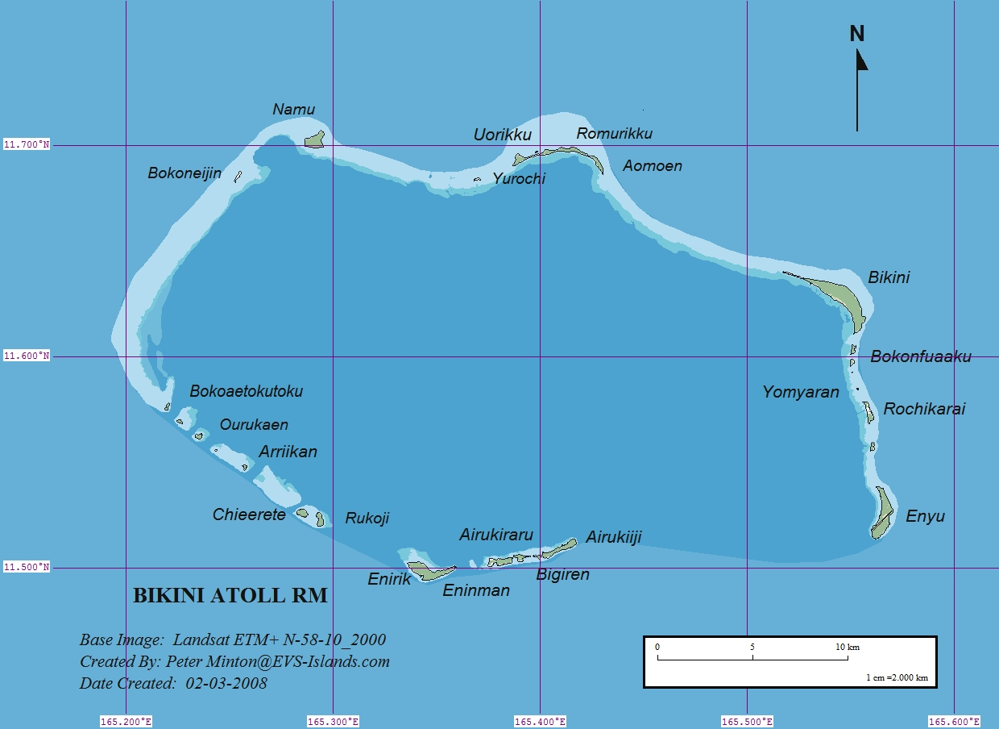 N
Namu
Uorikku
Romurikku
11.700°N
Bokoneijin
Yurochi
Aomoen
Bikini
11.600°N
Bokonfuaaku
Bokoaetokutoku
Yomyaran
Rochikarai
Ourukaen
Arriikan
Chieerete
Rukoji
Enyu
Airukiraru
Airukiiji
11.500°N
Enirik
Bigiren
Eninman
BIKINI ATOLL RM
Base Image: Landsat ETM+ N-58-10_2000
Created By: Peter Minton@EVS-Islands.com
Date Created: 02-03-2008
0 5 10 km
1 cm =2.000 km
165.200°E 165.300°E 165.400°E 165.500°E 165.600°E